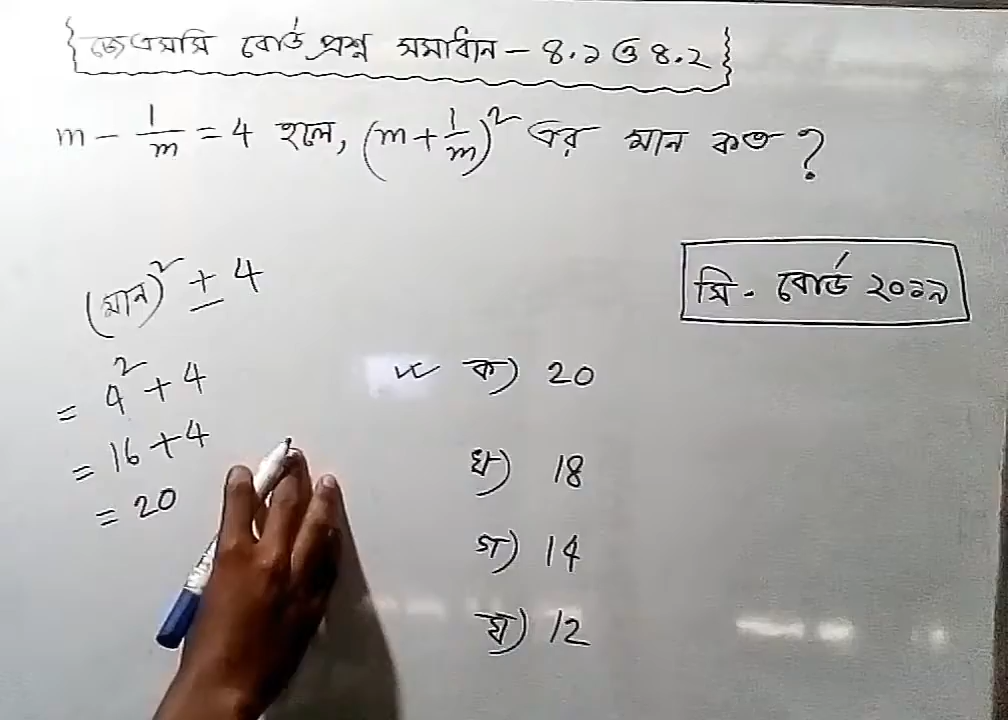 জেএসসি বোর্ড প্রশ্ন সমাধান - ৪.১ ও ৪.২
m - 1/m = 4 হলে, (m + 1/m)² এর মান কত ?
(মান)² ± 4
সি - বোর্ড ২০১৯
= 4² + 4
ক) 20
= 16 + 4
খ) 18
= 20
গ) 14
ঘ) 12